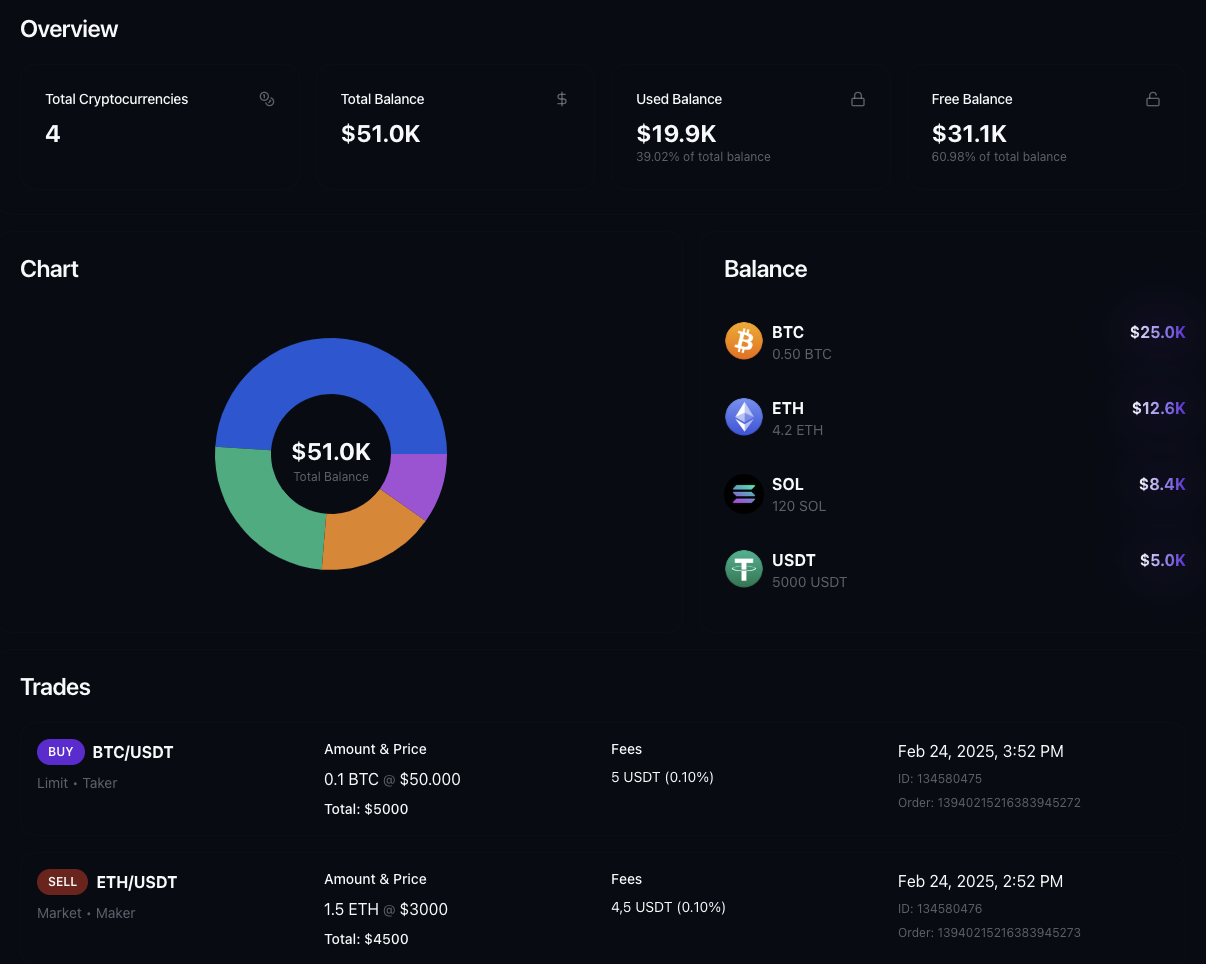 Overview
Total Cryptocurrencies
4
Total Balance
$51.0K
Used Balance
$19.9K
39.02% of total balance
Free Balance
$31.1K
60.98% of total balance
Chart
$51.0K
Total Balance
Balance
BTC
0.50 BTC
$25.0K
ETH
4.2 ETH
$12.6K
SOL
120 SOL
$8.4K
USDT
5000 USDT
$5.0K
Trades
BUY BTC/USDT
Limit • Taker
Amount & Price
0.1 BTC @ $50.000
Total: $5000
Fees
5 USDT (0.10%)
Feb 24, 2025, 3:52 PM
ID: 134580475
Order: 13940215216383945272
SELL ETH/USDT
Market • Maker
Amount & Price
1.5 ETH @ $3000
Total: $4500
Fees
4,5 USDT (0.10%)
Feb 24, 2025, 2:52 PM
ID: 134580476
Order: 13940215216383945273